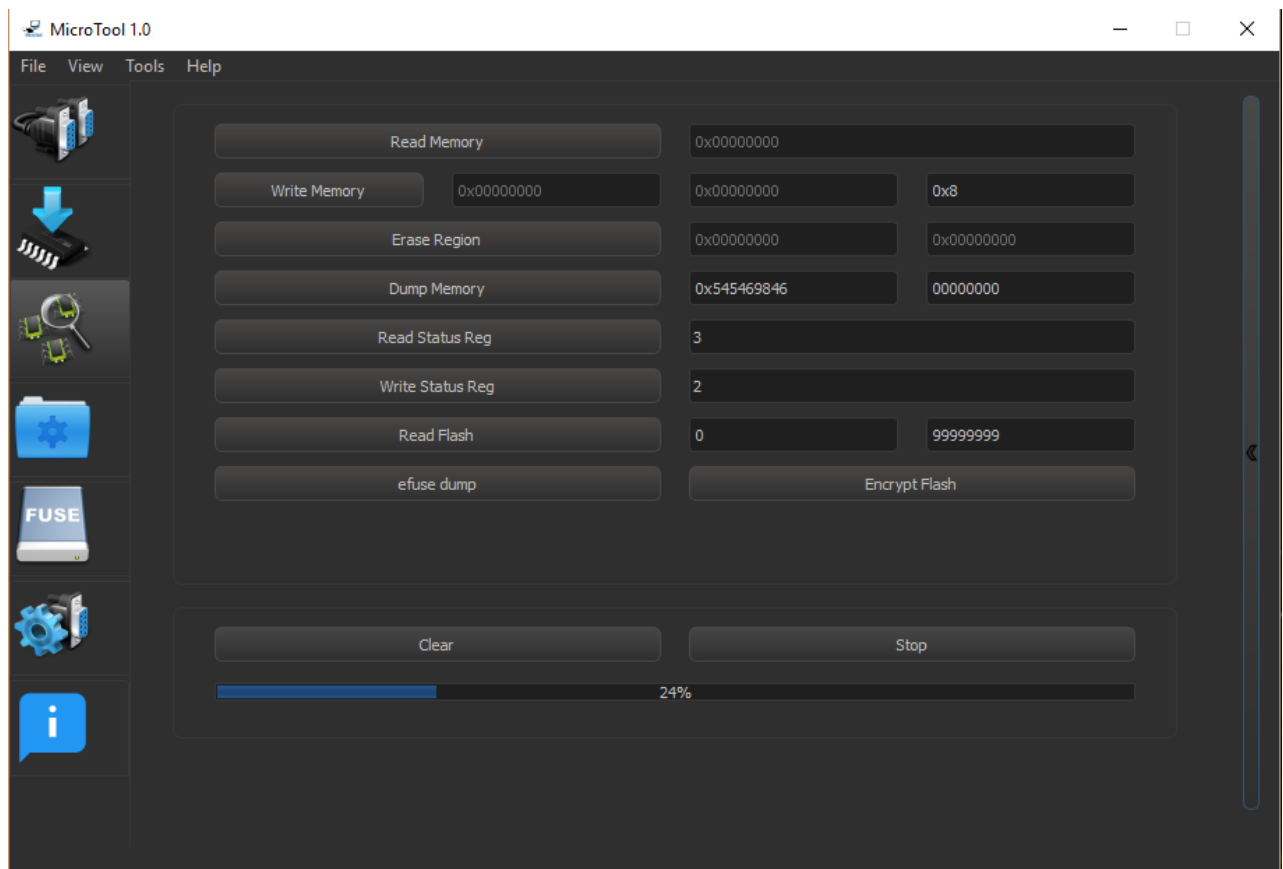 MicroTool 1.0
File View Tools Help
Read Memory 0x00000000
Write Memory 0x00000000 0x00000000 0x8
Erase Region 0x00000000 0x00000000
Dump Memory 0x545469846 00000000
Read Status Reg 3
Write Status Reg 2
Read Flash 0 99999999
efuse dump Encrypt Flash
FUSE
Clear Stop
24%
i